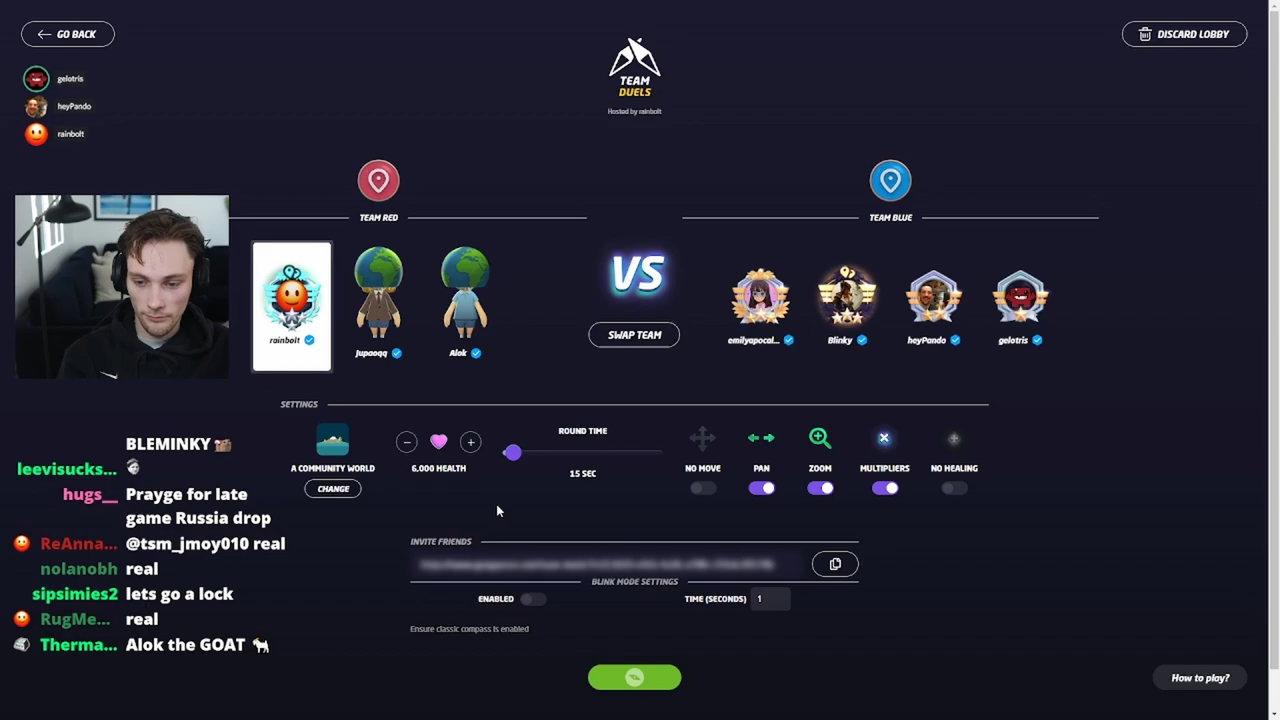 GO BACK
DISCARD LOBBY
gelotris
heyPando
rainbolt
TEAM
DUELS
Hosted by rainbolt
TEAM RED
TEAM BLUE
rainbolt
Jupaoqq
Alok
VS
SWAP TEAM
emilyapocal...
Blinky
heyPando
gelotris
SETTINGS
A COMMUNITY WORLD
CHANGE
6,000 HEALTH
ROUND TIME
15 SEC
NO MOVE
PAN
ZOOM
MULTIPLIERS
NO HEALING
INVITE FRIENDS
BLINK MODE SETTINGS
ENABLED
TIME (SECONDS)
1
Ensure classic compass is enabled
How to play?
BLEMINKY
leevisucks...
hugs__ Prayge for late
game Russia drop
ReAnna... @tsm_jmoy010 real
nolanobh real
sipsimies2 lets go a lock
RugMe... real
Therma... Alok the GOAT